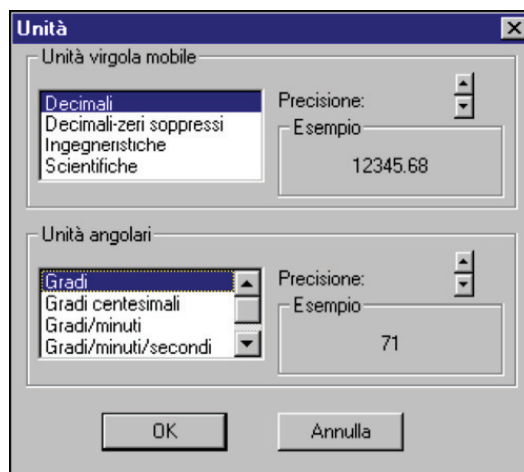 Unità
Unità virgola mobile
Decimali
Decimali-zeri soppressi
Ingegneristiche
Scientifiche
Precisione:
Esempio
12345.68
Unità angolari
Gradi
Gradi centesimali
Gradi/minuti
Gradi/minuti/secondi
Precisione:
Esempio
71
OK
Annulla